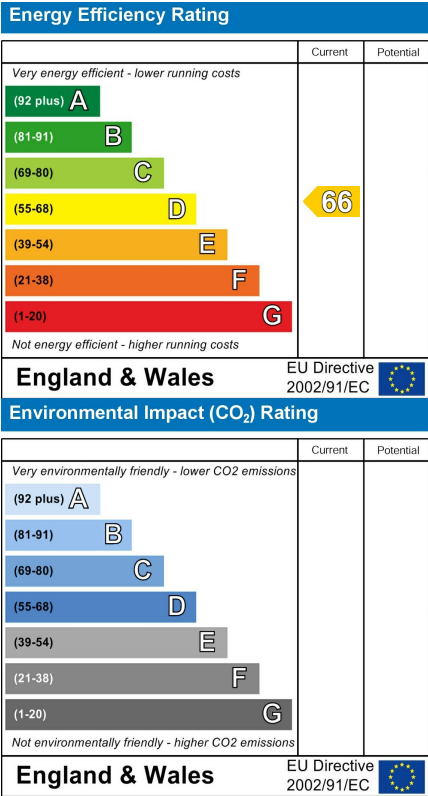 Energy Efficiency Rating
Current Potential
Very energy efficient - lower running costs
(92 plus) A
(81-91) B
(69-80) C
(55-68) D 66
(39-54) E
(21-38) F
(1-20) G
Not energy efficient - higher running costs
England & Wales
EU Directive
2002/91/EC
Environmental Impact (CO₂) Rating
Current Potential
Very environmentally friendly - lower CO2 emissions
(92 plus) A
(81-91) B
(69-80) C
(55-68) D
(39-54) E
(21-38) F
(1-20) G
Not environmentally friendly - higher CO2 emissions
England & Wales
EU Directive
2002/91/EC